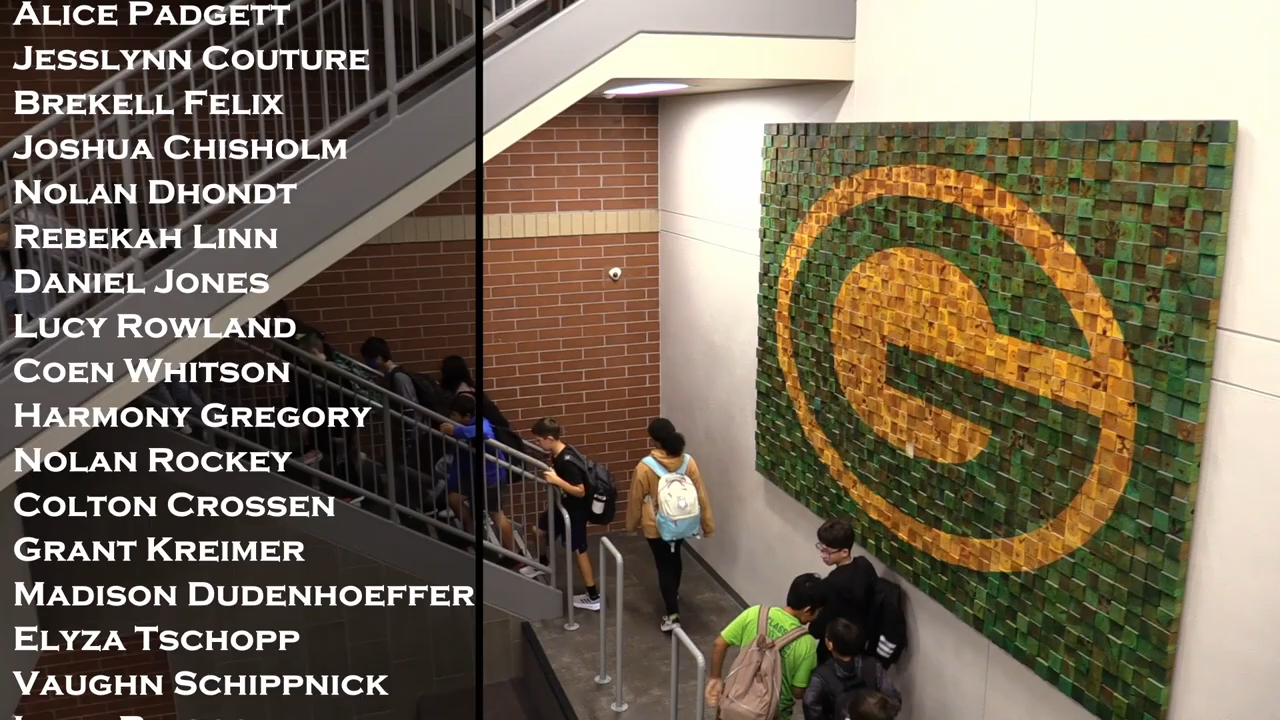 ALICE PADGETT
JESSLYNN COUTURE
BREKELL FELIX
JOSHUA CHISHOLM
NOLAN DHONDT
REBEKAH LINN
DANIEL JONES
LUCY ROWLAND
COEN WHITSON
HARMONY GREGORY
NOLAN ROCKEY
COLTON CROSSEN
GRANT KREIMER
MADISON DUDENHOEFFER
ELYZA TSCHOPP
VAUGHN SCHIPPNICK
e